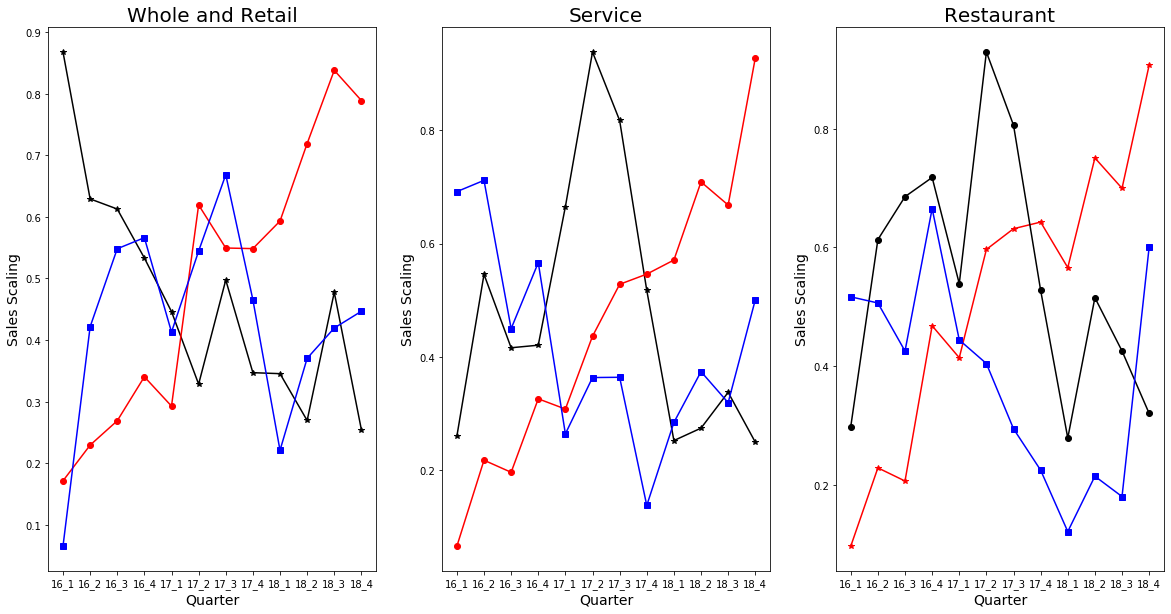 Whole and Retail
0.9
0.8
0.7
0.6
0.5
0.4
0.3
0.2
0.1
Sales Scaling
16_1 16_2 16_3 16_4 17_1 17_2 17_3 17_4 18_1 18_2 18_3 18_4
Quarter
Service
0.8
0.6
0.4
0.2
Sales Scaling
16_1 16_2 16_3 16_4 17_1 17_2 17_3 17_4 18_1 18_2 18_3 18_4
Quarter
Restaurant
0.8
0.6
0.4
0.2
Sales Scaling
16_1 16_2 16_3 16_4 17_1 17_2 17_3 17_4 18_1 18_2 18_3 18_4
Quarter